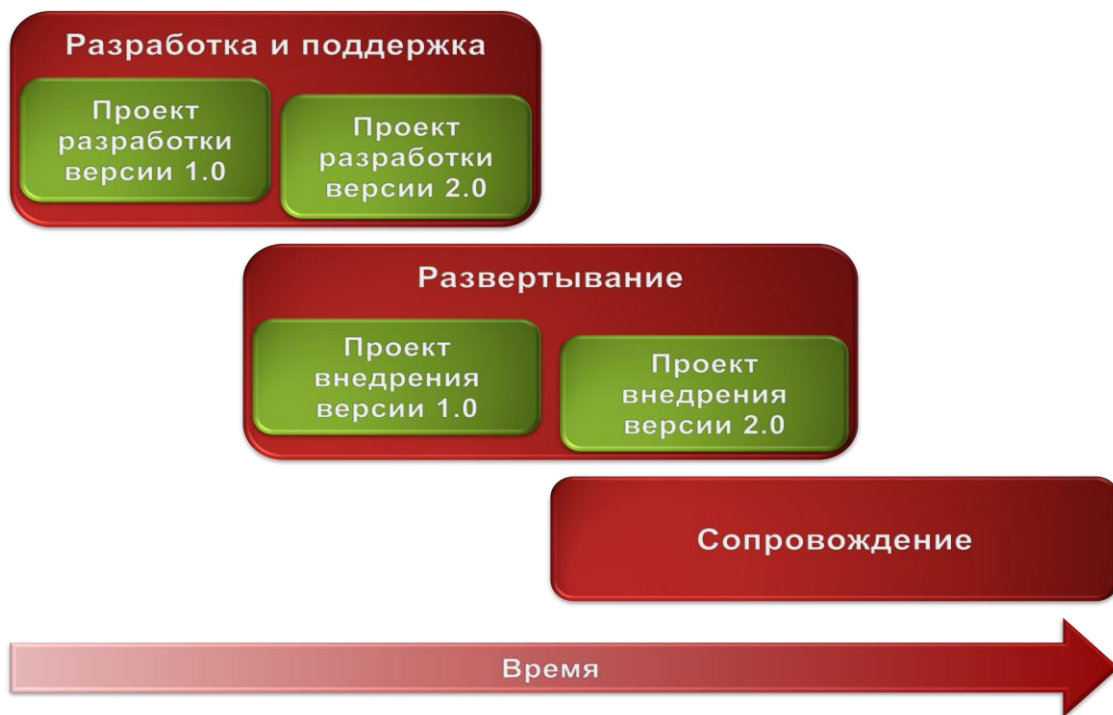 Разработка и поддержка
Проект
разработки
версии 1.0
Проект
разработки
версии 2.0
Развертывание
Проект
внедрения
версии 1.0
Проект
внедрения
версии 2.0
Сопровождение
Время